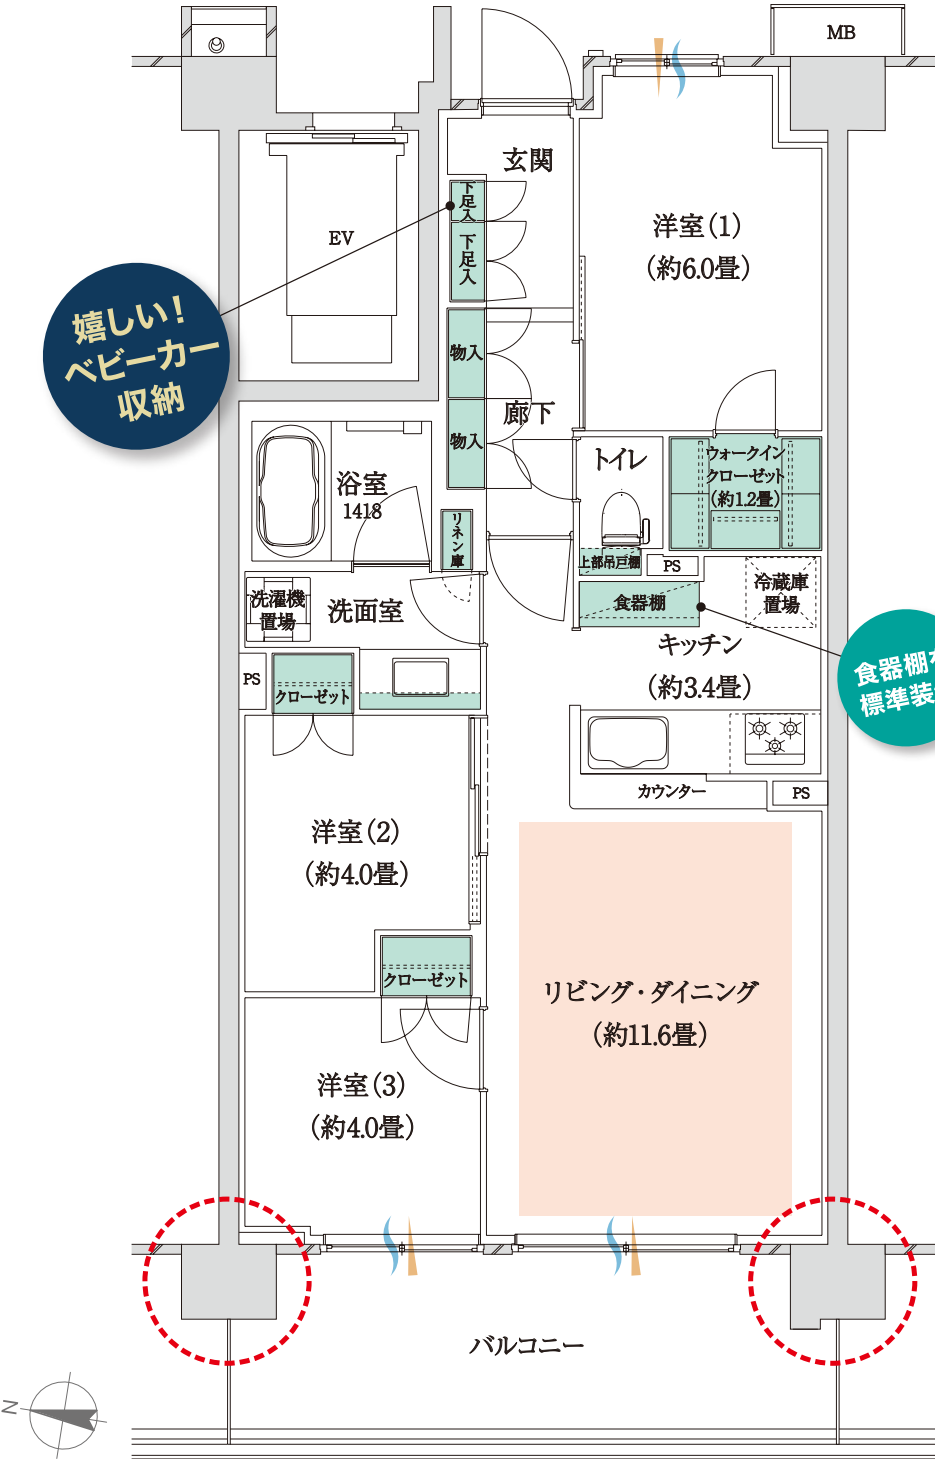 MB
玄関
下足入
下足入
EV
洋室(1)
(約6.0畳)
嬉しい!
ベビーカー
収納
物入
物入
廊下
トイレ
ウォークイン
クローゼット
(約1.2畳)
浴室
1418
リネン庫
上部吊戸棚
PS
冷蔵庫
置場
食器棚
洗濯機
置場
洗面室
キッチン
(約3.4畳)
食器棚
標準装
PS
クローゼット
カウンター
PS
洋室(2)
(約4.0畳)
クローゼット
リビング・ダイニング
(約11.6畳)
洋室(3)
(約4.0畳)
バルコニー
N